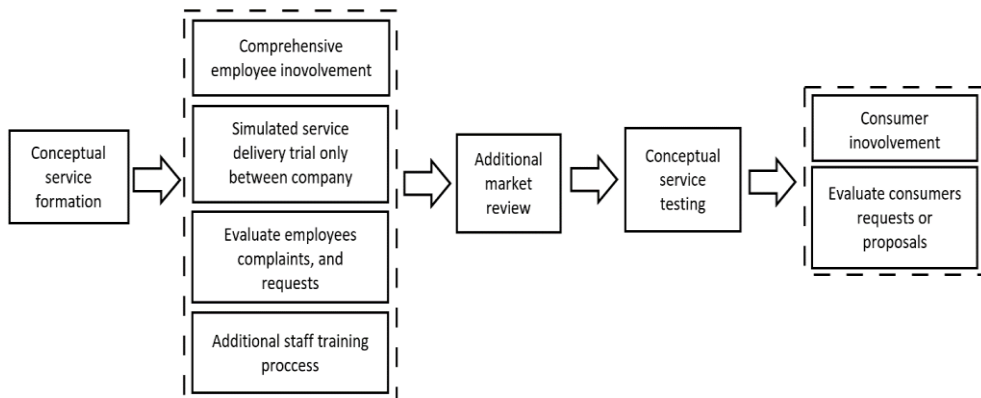 Conceptual
service
formation
Comprehensive
employee inovolvement
Simulated service
delivery trial only
between company
Evaluate employees
complaints, and
requests
Additional staff training
proccess
Additional
market
review
Conceptual
service
testing
Consumer
inovolvement
Evaluate consumers
requests or
proposals